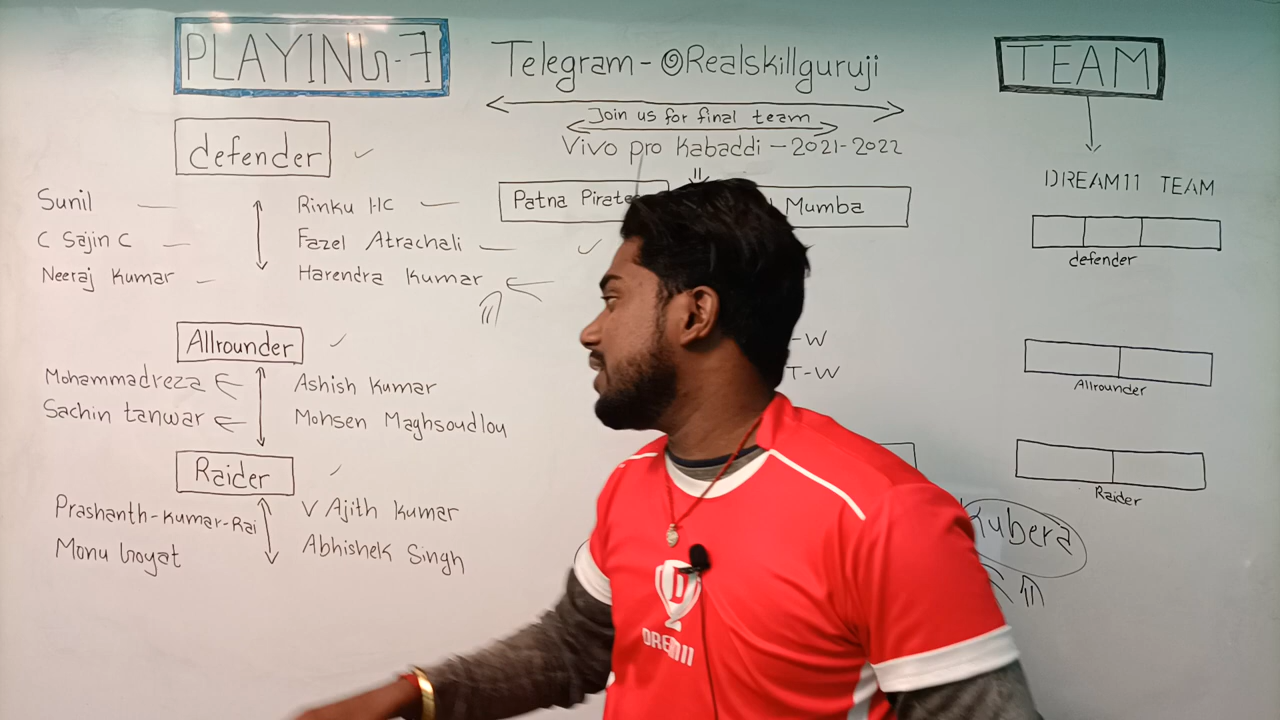 PLAYING-7
Telegram - @Realskillguruji
TEAM
Join us for final team
Vivo pro Kabaddi - 2021-2022
defender
Sunil
Rinku HC
C Sajin C
Fazel Atrachali
Neeraj Kumar
Harendra Kumar
Patna Pirate
Mumba
DREAM11 TEAM
defender
-W
T-W
Allrounder
Mohammadreza
Ashish Kumar
Sachin tanwar
Mohsen Maghsoudlou
Allrounder
Raider
Prashanth-Kumar-Rai
V Ajith Kumar
Monu Goyat
Abhishek Singh
Raider
Kubera
DREAM11